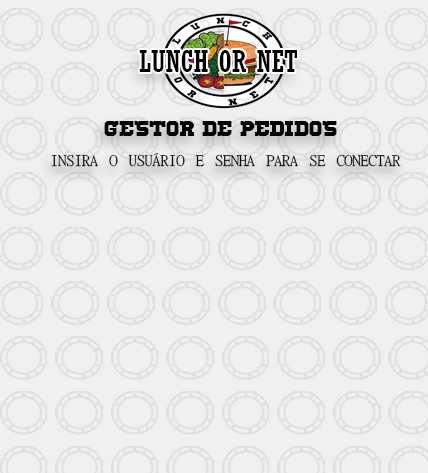 LUNCH
LUNCH OR NET
OR NET
GESTOR DE PEDIDOS
INSIRA O USUÁRIO E SENHA PARA SE CONECTAR